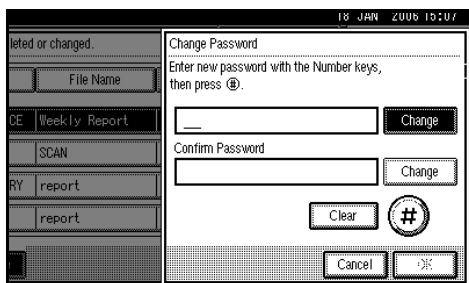 18 JAN 2006 15:07
leted or changed.
Change Password
Enter new password with the Number keys,
then press #.
File Name
CE Weekly Report
Change
SCAN
Confirm Password
Change
RY report
report
Clear #
Cancel OK